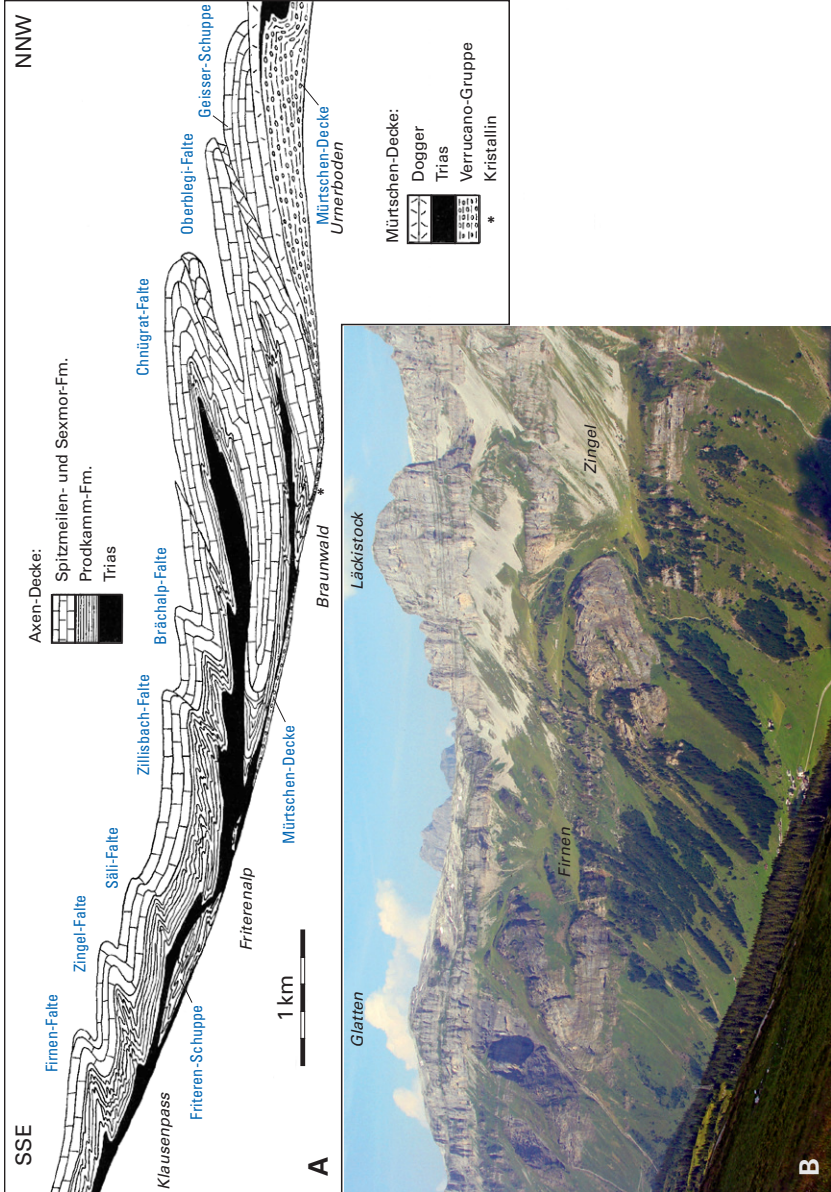 SSE
NNW
Firnen-Falte
Zingel-Falte
Säli-Falte
Zillisbach-Falte
Brächalp-Falte
Chnügrat-Falte
Oberblegi-Falte
Geisser-Schuppe
Axen-Decke:
Spitzmeilen- und Sexmor-Fm.
Prodkamm-Fm.
Trias
Klausenpass
Friteren-Schuppe
Friterenalp
Mürtschen-Decke
Braunwald
*
Mürtschen-Decke
Urnerboden
Mürtschen-Decke:
Dogger
Trias
Verrucano-Gruppe
* Kristallin
1 km
A
Glatten
Läckistock
Firnen
Zingel
B